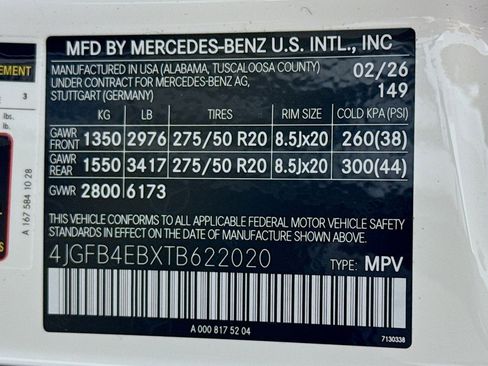 MFD BY MERCEDES-BENZ U.S. INTL., INC
MANUFACTURED IN USA (ALABAMA, TUSCALOOSA COUNTY) 02/26
UNDER CONTRACT FOR MERCEDES-BENZ AG, 149
STUTTGART (GERMANY)
KG LB TIRES RIM SIZE COLD KPA (PSI)
GAWR FRONT 1350 2976 275/50 R20 8.5Jx20 260(38)
GAWR REAR 1550 3417 275/50 R20 8.5Jx20 300(44)
GVWR 2800 6173
THIS VEHICLE CONFORMS TO ALL APPLICABLE FEDERAL MOTOR VEHICLE SAFETY
STANDARDS IN EFFECT ON THE DATE OF MANUFACTURE SHOWN ABOVE.
4JGFB4EBXTB622020 TYPE: MPV
A 000 817 52 04
7130338
EMENT
3
lbs.
A 167 584 10 28